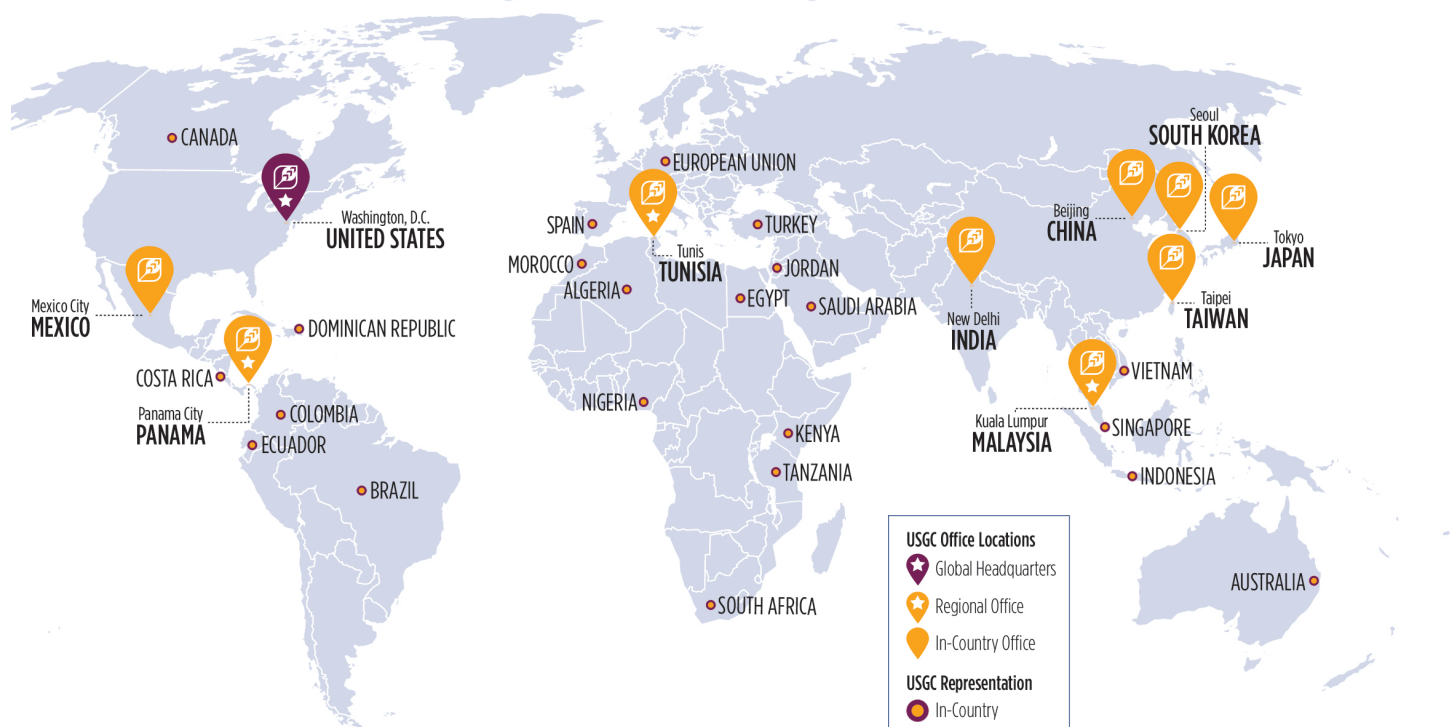 CANADA
Washington, D.C.
UNITED STATES
Mexico City
MEXICO
DOMINICAN REPUBLIC
COSTA RICA
Panama City
PANAMA
COLOMBIA
ECUADOR
BRAZIL
EUROPEAN UNION
SPAIN
TURKEY
Tunis
TUNISIA
MOROCCO
ALGERIA
JORDAN
EGYPT
SAUDI ARABIA
NIGERIA
KENYA
TANZANIA
SOUTH AFRICA
Seoul
SOUTH KOREA
Beijing
CHINA
Tokyo
JAPAN
Taipei
TAIWAN
New Delhi
INDIA
VIETNAM
Kuala Lumpur
MALAYSIA
SINGAPORE
INDONESIA
AUSTRALIA
USGC Office Locations
Global Headquarters
Regional Office
In-Country Office
USGC Representation
In-Country